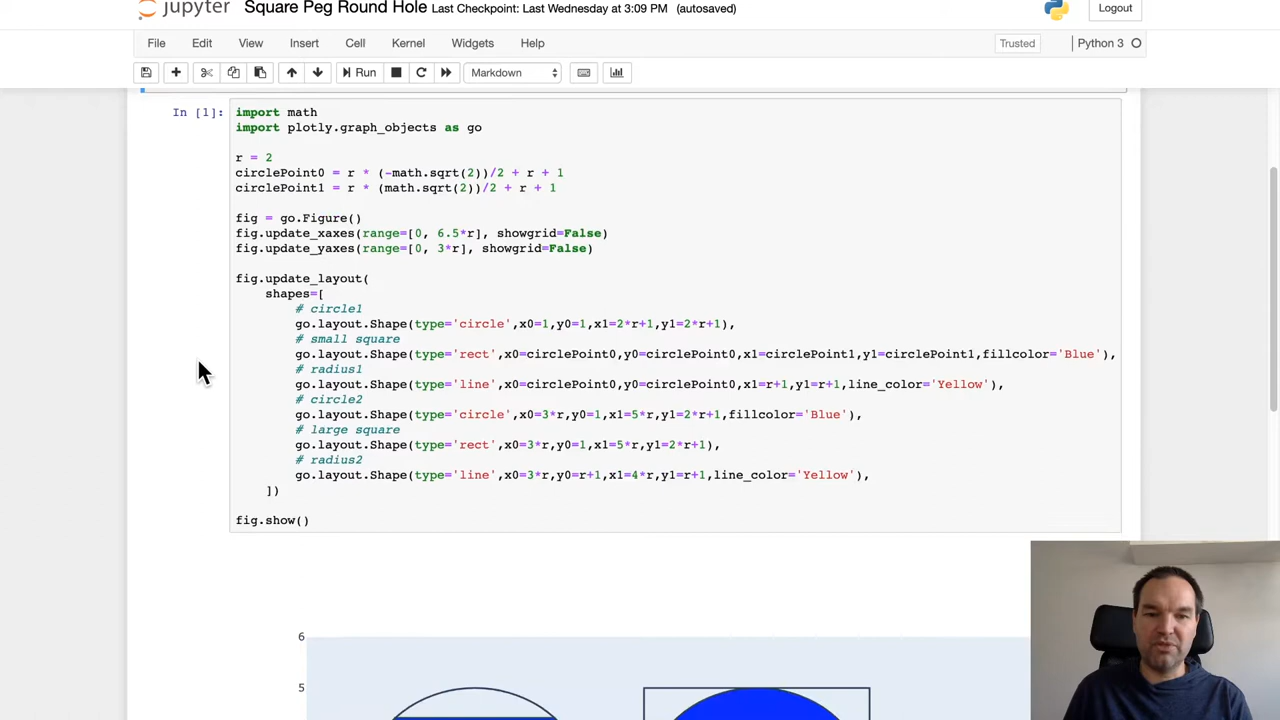 jupyter Square Peg Round Hole Last Checkpoint: Last Wednesday at 3:09 PM (autosaved)
Logout
File Edit View Insert Cell Kernel Widgets Help
Trusted Python 3
Run Markdown
In [1]:
import math
import plotly.graph_objects as go
r = 2
circlePoint0 = r * (-math.sqrt(2))/2 + r + 1
circlePoint1 = r * (math.sqrt(2))/2 + r + 1
fig = go.Figure()
fig.update_xaxes(range=[0, 6.5*r], showgrid=False)
fig.update_yaxes(range=[0, 3*r], showgrid=False)
fig.update_layout(
shapes=[
# circle1
go.layout.Shape(type='circle',x0=1,y0=1,x1=2*r+1,y1=2*r+1),
# small square
go.layout.Shape(type='rect',x0=circlePoint0,y0=circlePoint0,x1=circlePoint1,y1=circlePoint1,fillcolor='Blue'),
# radius1
go.layout.Shape(type='line',x0=circlePoint0,y0=circlePoint0,x1=r+1,y1=r+1,line_color='Yellow'),
# circle2
go.layout.Shape(type='circle',x0=3*r,y0=1,x1=5*r,y1=2*r+1,fillcolor='Blue'),
# large square
go.layout.Shape(type='rect',x0=3*r,y0=1,x1=5*r,y1=2*r+1),
# radius2
go.layout.Shape(type='line',x0=3*r,y0=r+1,x1=4*r,y1=r+1,line_color='Yellow'),
])
fig.show()
6
5